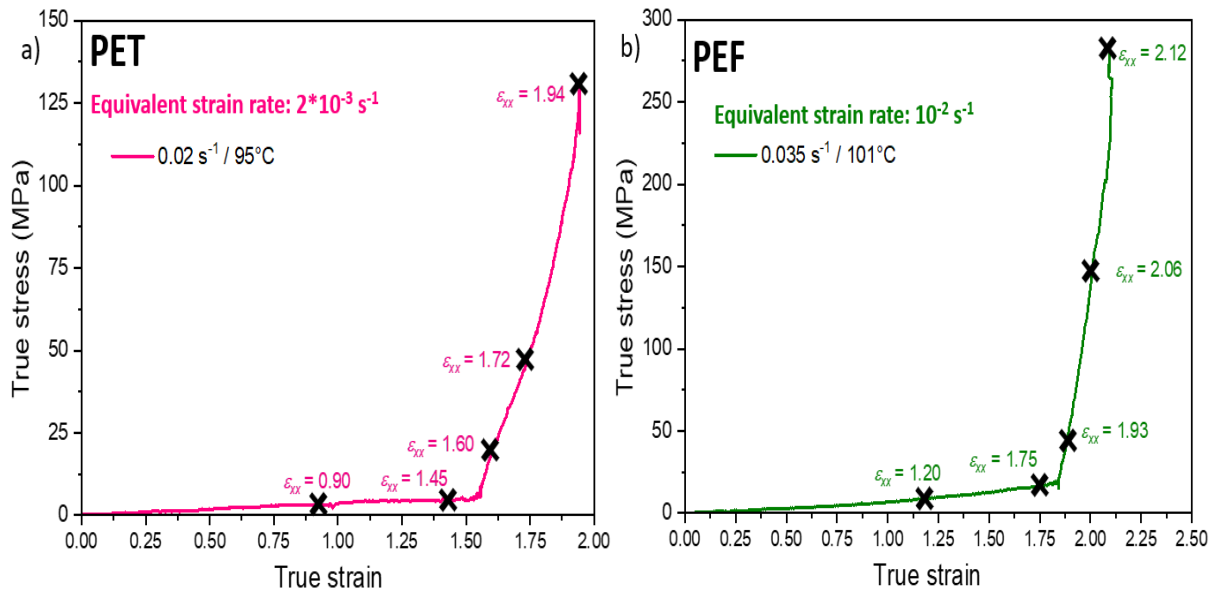 a)
PET
Equivalent strain rate: 2*10⁻³ s⁻¹
0.02 s⁻¹ / 95°C
εxx = 1.94
εxx = 1.72
εxx = 1.60
εxx = 1.45
εxx = 0.90
True stress (MPa)
150
125
100
75
50
25
0
0.00 0.25 0.50 0.75 1.00 1.25 1.50 1.75 2.00
True strain
b)
PEF
Equivalent strain rate: 10⁻² s⁻¹
0.035 s⁻¹ / 101°C
εxx = 2.12
εxx = 2.06
εxx = 1.93
εxx = 1.75
εxx = 1.20
True stress (MPa)
300
250
200
150
100
50
0
0.00 0.25 0.50 0.75 1.00 1.25 1.50 1.75 2.00 2.25 2.50
True strain